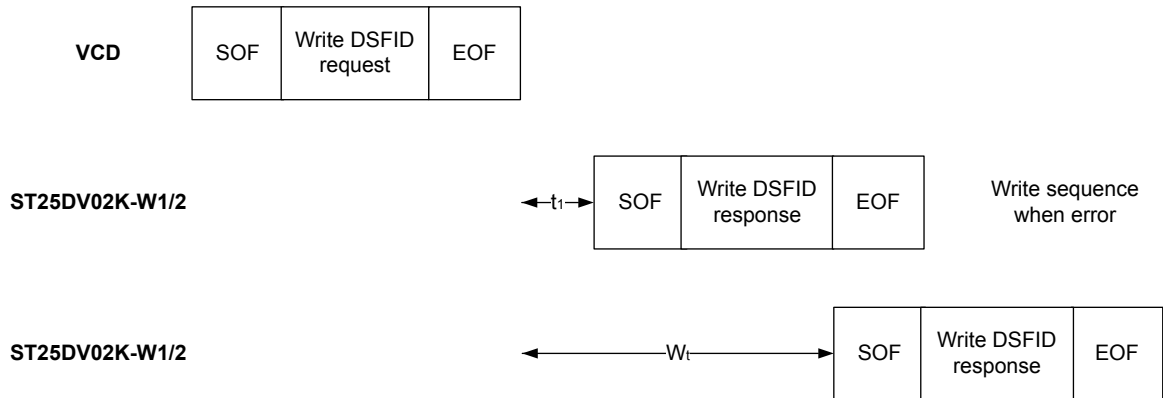 VCD
SOF
Write DSFID
request
EOF
ST25DV02K-W1/2
t1
SOF
Write DSFID
response
EOF
Write sequence
when error
ST25DV02K-W1/2
Wt
SOF
Write DSFID
response
EOF